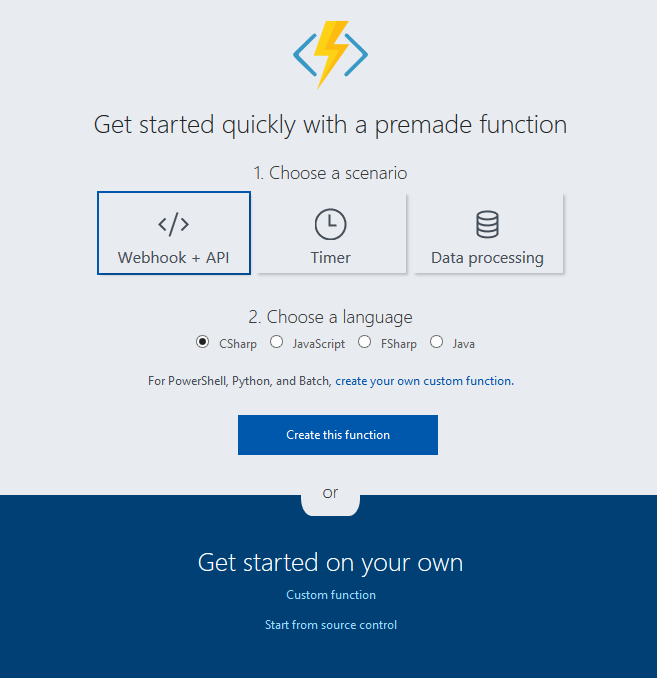 Get started quickly with a premade function
1. Choose a scenario
Webhook + API
Timer
Data processing
2. Choose a language
CSharp JavaScript FSharp Java
For PowerShell, Python, and Batch, create your own custom function.
Create this function
or
Get started on your own
Custom function
Start from source control